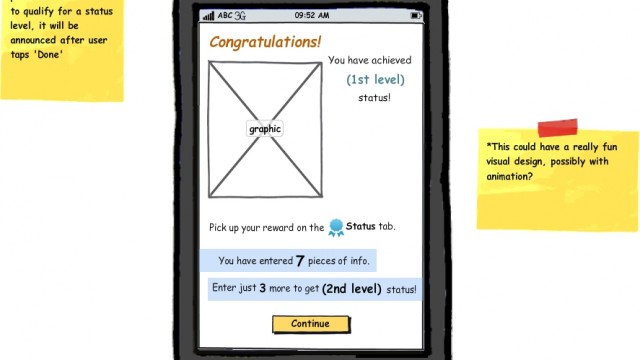 to qualify for a status
level, it will be
announced after user
taps 'Done'
ABC 3G 09:52 AM
Congratulations!
You have achieved
(1st level)
status!
graphic
*This could have a really fun
visual design, possibly with
animation?
Pick up your reward on the Status tab.
You have entered 7 pieces of info.
Enter just 3 more to get (2nd level) status!
Continue